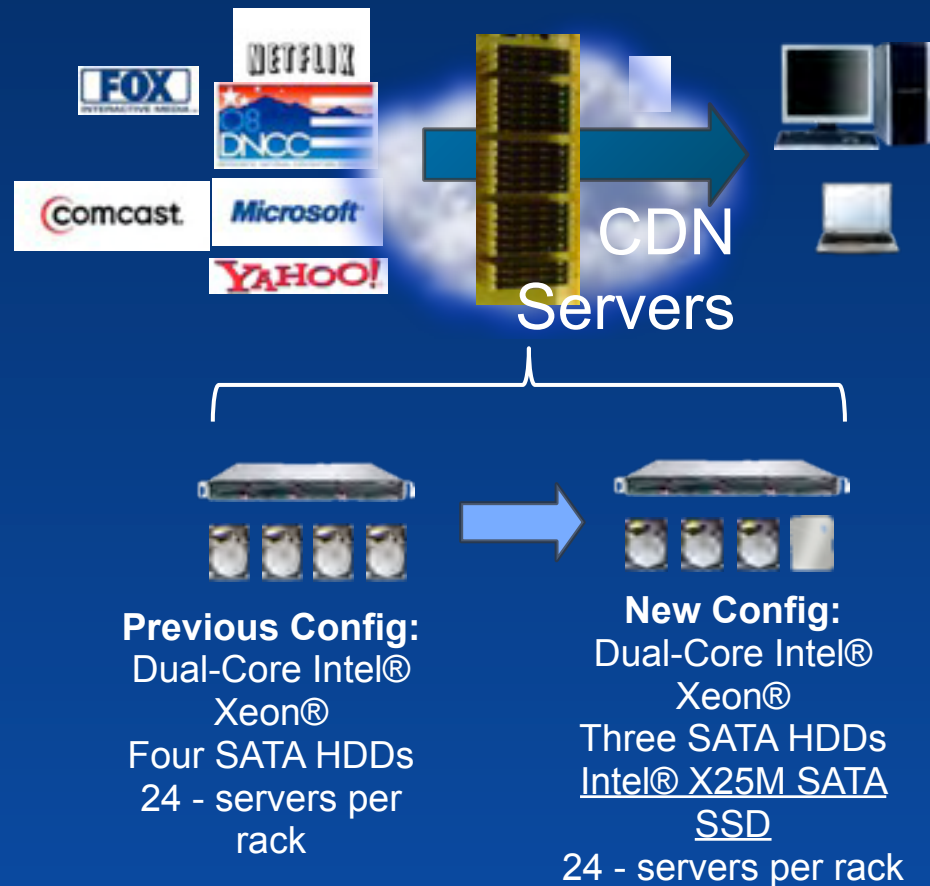 NETFLIX
FOX
INTERACTIVE MEDIA
08
DNCC
comcast.
Microsoft
YAHOO!
CDN
Servers
Previous Config:
Dual-Core Intel®
Xeon®
Four SATA HDDs
24 - servers per
rack
New Config:
Dual-Core Intel®
Xeon®
Three SATA HDDs
Intel® X25M SATA
SSD
24 - servers per rack